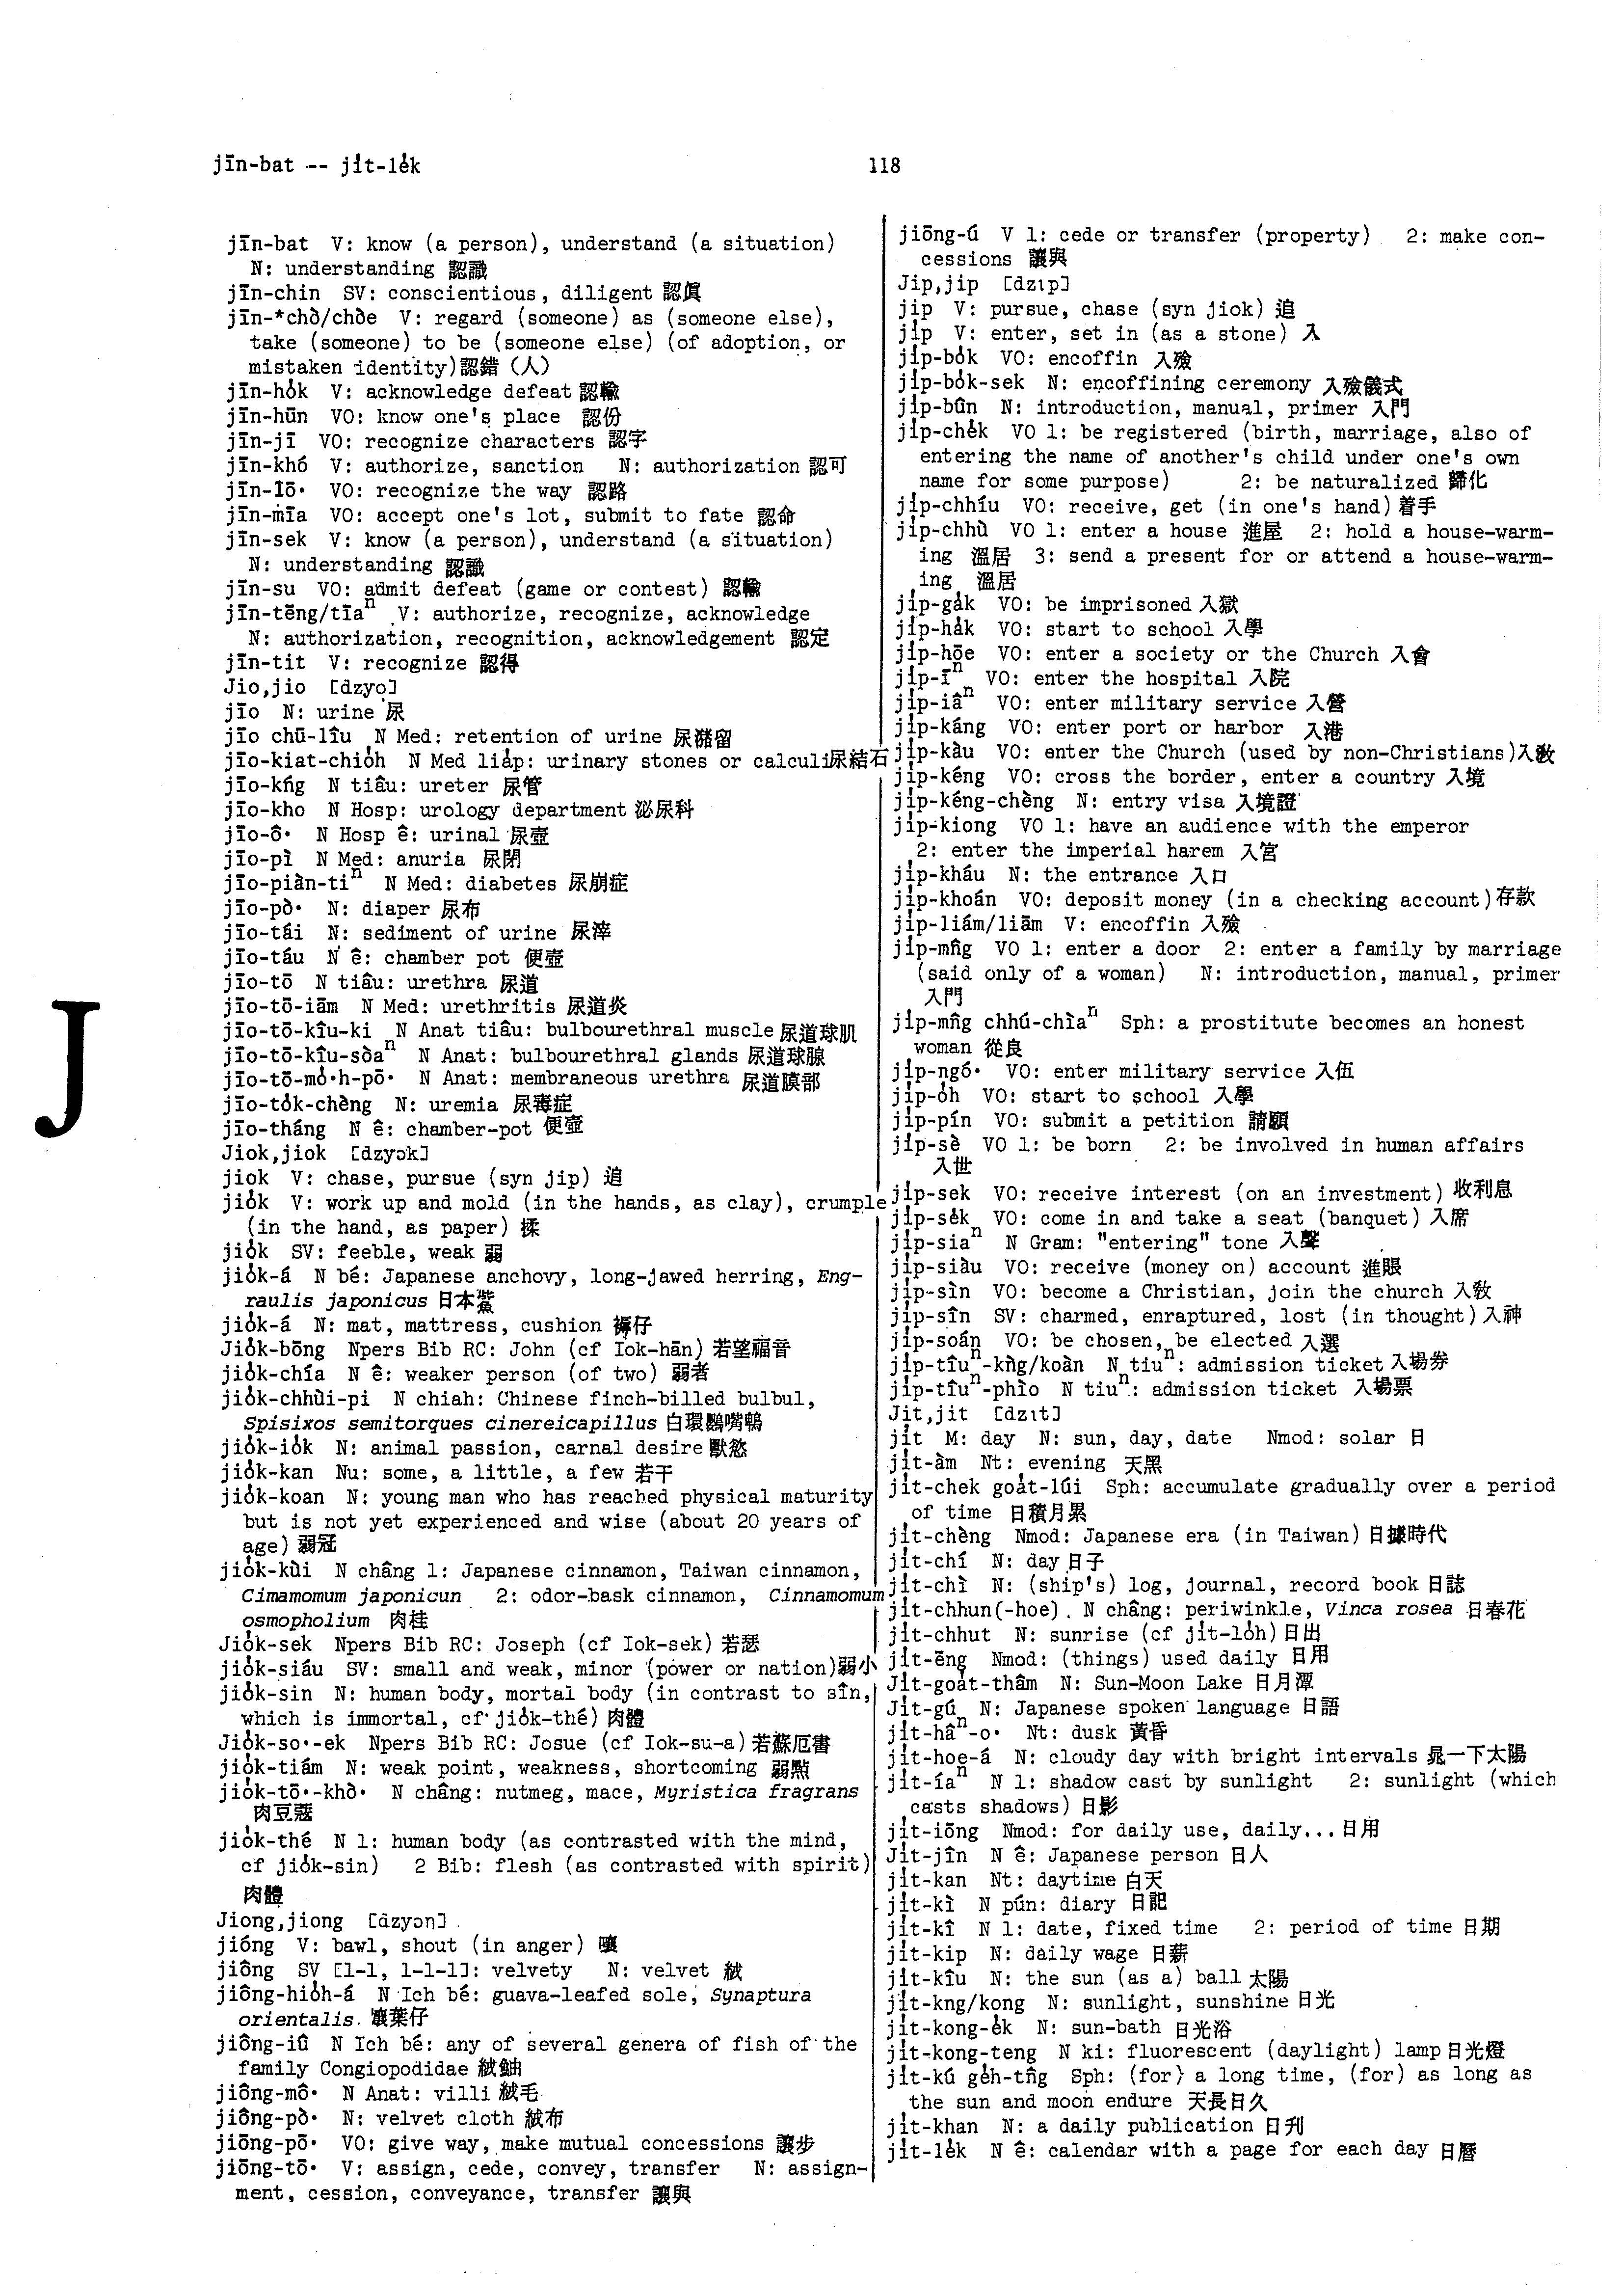 jīn-bat -- ji̍t-le̍k
118
jīn-bat V: know (a person), understand (a situation)
N: understanding 認識
jīn-chin SV: conscientious, diligent 認眞
jīn-*chò/chòe V: regard (someone) as (someone else),
take (someone) to be (someone else) (of adoption, or
mistaken identity)認錯（人）
jīn-ho̍k V: acknowledge defeat 認輸
jīn-hūn VO: know one's place 認份
jīn-jī VO: recognize characters 認字
jīn-khó V: authorize, sanction N: authorization 認可
jīn-lō· VO: recognize the way 認路
jīn-mīa VO: accept one's lot, submit to fate 認命
jīn-sek V: know (a person), understand (a situation)
N: understanding 認識
jīn-su VO: admit defeat (game or contest) 認輸
jīn-tēng/tīaⁿ V: authorize, recognize, acknowledge
N: authorization, recognition, acknowledgement 認定
jīn-tit V: recognize 認得
Jio,jio [dzyo]
jīo N: urine 尿
jīo chū-lîu N Med: retention of urine 尿瀦留
jīo-kiat-chio̍h N Med lia̍p: urinary stones or calculi尿結石
jīo-kńg N tiâu: ureter 尿管
jīo-kho N Hosp: urology department 泌尿科
jīo-ô· N Hosp ê: urinal 尿壺
jīo-pì N Med: anuria 尿閉
jīo-piàn-tiⁿ N Med: diabetes 尿崩症
jīo-pò· N: diaper 尿布
jīo-tái N: sediment of urine 尿滓
jīo-táu N ê: chamber pot 便壺
jīo-tō N tiâu: urethra 尿道
jīo-tō-iām N Med: urethritis 尿道炎
jīo-tō-kîu-ki N Anat tiâu: bulbourethral muscle 尿道球肌
jīo-tō-kîu-sòaⁿ N Anat: bulbourethral glands 尿道球腺
jīo-tō-mo̍·h-pō· N Anat: membraneous urethra 尿道膜部
jīo-to̍k-chèng N: uremia 尿毒症
jīo-tháng N ê: chamber-pot 便壺
Jiok,jiok [dzyɔk]
jiok V: chase, pursue (syn jip) 追
jio̍k V: work up and mold (in the hands, as clay), crumple
(in the hand, as paper) 揉
jio̍k SV: feeble, weak 弱
jio̍k-á N bé: Japanese anchovy, long-jawed herring, Eng-
raulis japonicus 日本鮆
jio̍k-á N: mat, mattress, cushion 褥仔
Jio̍k-bōng Npers Bib RC: John (cf Iok-hān) 若望福音
jio̍k-chía N ê: weaker person (of two) 弱者
jio̍k-chhùi-pi N chiah: Chinese finch-billed bulbul,
Spisixos semitorques cinereicapillus 白環鸚嘴鵯
jio̍k-io̍k N: animal passion, carnal desire 獸慾
jio̍k-kan Nu: some, a little, a few 若干
jio̍k-koan N: young man who has reached physical maturity
but is not yet experienced and wise (about 20 years of
age) 弱冠
jio̍k-kùi N châng 1: Japanese cinnamon, Taiwan cinnamon,
Cimamomum japonicun 2: odor-bask cinnamon, Cinnamomum
osmopholium 肉桂
Jio̍k-sek Npers Bib RC: Joseph (cf Iok-sek) 若瑟
jio̍k-siáu SV: small and weak, minor (power or nation)弱小
jio̍k-sin N: human body, mortal body (in contrast to sîn,
which is immortal, cf jio̍k-thé) 肉體
Jio̍k-so·-ek Npers Bib RC: Josue (cf Iok-su-a) 若蘇厄書
jio̍k-tiám N: weak point, weakness, shortcoming 弱點
jio̍k-tō·-khò· N châng: nutmeg, mace, Myristica fragrans
肉豆蔻
jio̍k-thé N 1: human body (as contrasted with the mind,
cf jio̍k-sin) 2 Bib: flesh (as contrasted with spirit)
肉體
Jiong,jiong [dzyɔŋ]
jióng V: bawl, shout (in anger) 嚷
jiông SV [1-1, 1-1-1]: velvety N: velvet 絨
jiông-hio̍h-á N Ich bé: guava-leafed sole, Synaptura
orientalis 瓤葉仔
jiông-iû N Ich bé: any of several genera of fish of the
family Congiopodidae 絨鮋
jiông-mô· N Anat: villi 絨毛
jiông-pò· N: velvet cloth 絨布
jiōng-pō· VO: give way, make mutual concessions 讓步
jiōng-tō· V: assign, cede, convey, transfer N: assign-
ment, cession, conveyance, transfer 讓與
J
jiōng-ú V 1: cede or transfer (property) 2: make con-
cessions 讓與
Jip,jip [dzɩp]
jip V: pursue, chase (syn jiok) 追
ji̍p V: enter, set in (as a stone) 入
ji̍p-bo̍k VO: encoffin 入殮
ji̍p-bo̍k-sek N: encoffining ceremony 入殮儀式
ji̍p-bûn N: introduction, manual, primer 入門
ji̍p-che̍k VO 1: be registered (birth, marriage, also of
entering the name of another's child under one's own
name for some purpose) 2: be naturalized 歸化
ji̍p-chhíu VO: receive, get (in one's hand) 着手
ji̍p-chhù VO 1: enter a house 進屋 2: hold a house-warm-
ing 溫居 3: send a present for or attend a house-warm-
ing 溫居
ji̍p-ga̍k VO: be imprisoned 入獄
ji̍p-ha̍k VO: start to school 入學
ji̍p-hōe VO: enter a society or the Church 入會
ji̍p-īⁿ VO: enter the hospital 入院
ji̍p-iâⁿ VO: enter military service 入營
ji̍p-káng VO: enter port or harbor 入港
ji̍p-kàu VO: enter the Church (used by non-Christians)入敎
ji̍p-kéng VO: cross the border, enter a country 入境
ji̍p-kéng-chèng N: entry visa 入境證
ji̍p-kiong VO 1: have an audience with the emperor
2: enter the imperial harem 入宮
ji̍p-kháu N: the entrance 入口
ji̍p-khoán VO: deposit money (in a checking account)存款
ji̍p-liám/liām V: encoffin 入殮
ji̍p-mn̂g VO 1: enter a door 2: enter a family by marriage
(said only of a woman) N: introduction, manual, primer
入門
ji̍p-mn̂g chhú-chìaⁿ Sph: a prostitute becomes an honest
woman 從良
ji̍p-ngó· VO: enter military service 入伍
ji̍p-o̍h VO: start to school 入學
ji̍p-pín VO: submit a petition 請願
ji̍p-sè VO 1: be born 2: be involved in human affairs
入世
ji̍p-sek VO: receive interest (on an investment) 收利息
ji̍p-se̍k VO: come in and take a seat (banquet) 入席
ji̍p-siaⁿ N Gram: "entering" tone 入聲
ji̍p-siàu VO: receive (money on) account 進賬
ji̍p-sìn VO: become a Christian, join the church 入敎
ji̍p-sîn SV: charmed, enraptured, lost (in thought)入神
ji̍p-soán VO: be chosen, be elected 入選
ji̍p-tîuⁿ-kǹg/koàn N tiuⁿ: admission ticket 入場券
ji̍p-tîuⁿ-phìo N tiuⁿ: admission ticket 入場票
Jit,jit [dzɩt]
ji̍t M: day N: sun, day, date Nmod: solar 日
ji̍t-àm Nt: evening 天黑
ji̍t-chek goa̍t-lúi Sph: accumulate gradually over a period
of time 日積月累
ji̍t-chèng Nmod: Japanese era (in Taiwan) 日據時代
ji̍t-chí N: day 日子
ji̍t-chì N: (ship's) log, journal, record book 日誌
ji̍t-chhun(-hoe) N châng: periwinkle, Vinca rosea 日春花
ji̍t-chhut N: sunrise (cf ji̍t-lo̍h) 日出
ji̍t-ēng Nmod: (things) used daily 日用
Ji̍t-goa̍t-thâm N: Sun-Moon Lake 日月潭
Ji̍t-gú N: Japanese spoken language 日語
ji̍t-hâⁿ-o· Nt: dusk 黃昏
ji̍t-hoe-á N: cloudy day with bright intervals 晃一下太陽
ji̍t-íaⁿ N 1: shadow cast by sunlight 2: sunlight (which
casts shadows) 日影
ji̍t-iōng Nmod: for daily use, daily...日用
Ji̍t-jîn N ê: Japanese person 日人
ji̍t-kan Nt: daytime 白天
ji̍t-kì N pún: diary 日記
ji̍t-kî N 1: date, fixed time 2: period of time 日期
ji̍t-kip N: daily wage 日薪
ji̍t-kîu N: the sun (as a) ball 太陽
ji̍t-kng/kong N: sunlight, sunshine 日光
ji̍t-kong-e̍k N: sun-bath 日光浴
ji̍t-kong-teng N ki: fluorescent (daylight) lamp 日光燈
ji̍t-kú ge̍h-tn̂g Sph: (for) a long time, (for) as long as
the sun and moon endure 天長日久
ji̍t-khan N: a daily publication 日刋
ji̍t-le̍k N ê: calendar with a page for each day 日曆